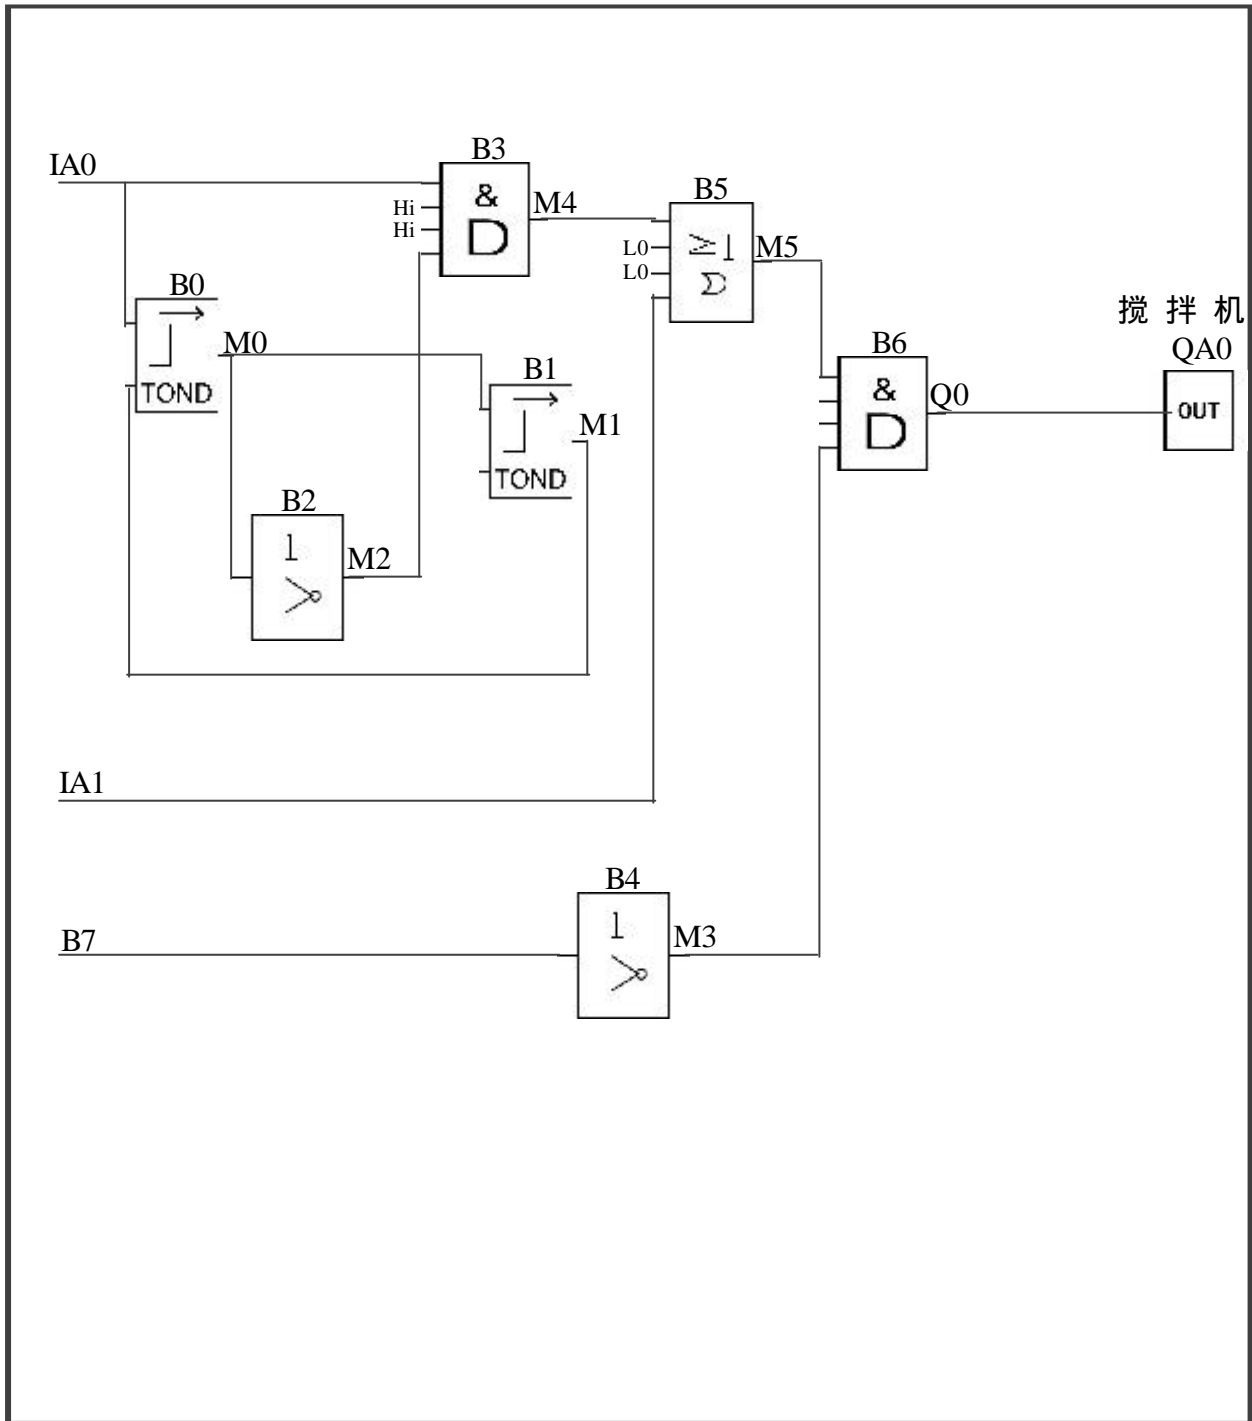 B3
IA0
&
Hi
Hi
M4
B5
L0
L0
≥1
M5
B0
TOND
M0
B1
TOND
M1
B2
1
M2
搅 拌 机
QA0
OUT
B6
&
Q0
IA1
B4
1
B7
M3